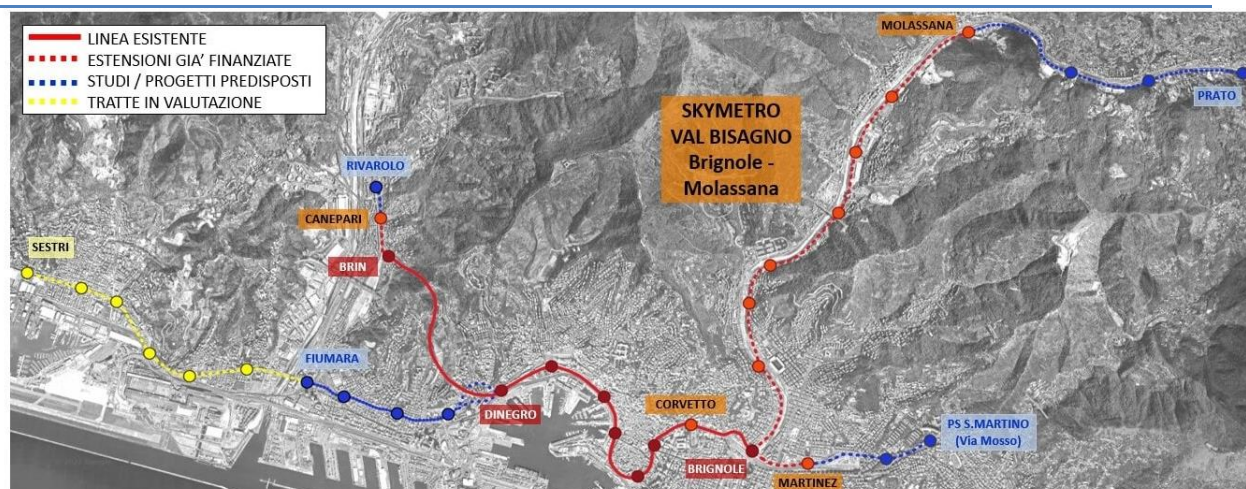 LINEA ESISTENTE
ESTENSIONI GIA' FINANZIATE
STUDI / PROGETTI PREDISPOSTI
TRATTE IN VALUTAZIONE
MOLASSANA
PRATO
SKYMETRO
VAL BISAGNO
Brignole -
Molassana
RIVAROLO
CANEPARI
SESTRI
BRIN
FIUMARA
DINEGRO
CORVETTO
PS S.MARTINO
(Via Mosso)
BRIGNOLE
MARTINEZ